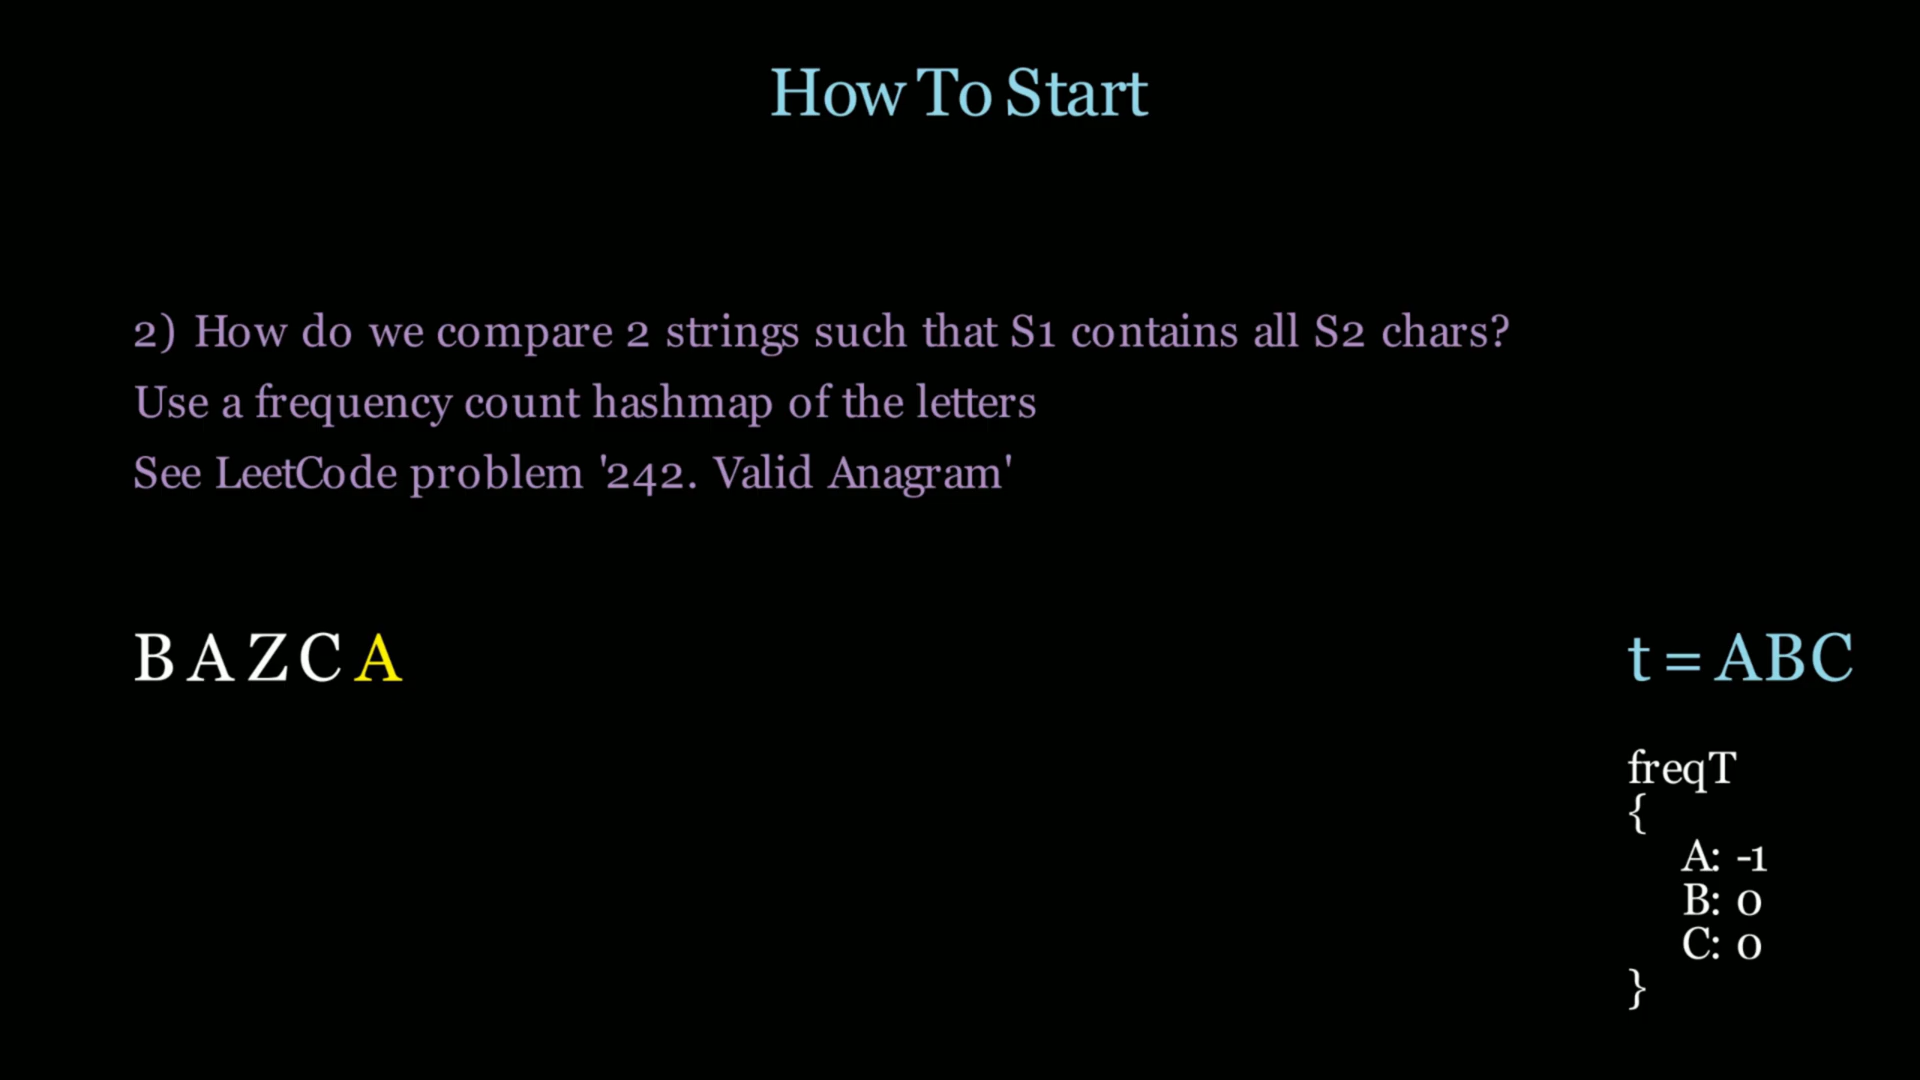 How To Start
2) How do we compare 2 strings such that S1 contains all S2 chars?
Use a frequency count hashmap of the letters
See LeetCode problem '242. Valid Anagram'
B A Z C A
t = ABC
freqT
{
A: -1
B: 0
C: 0
}